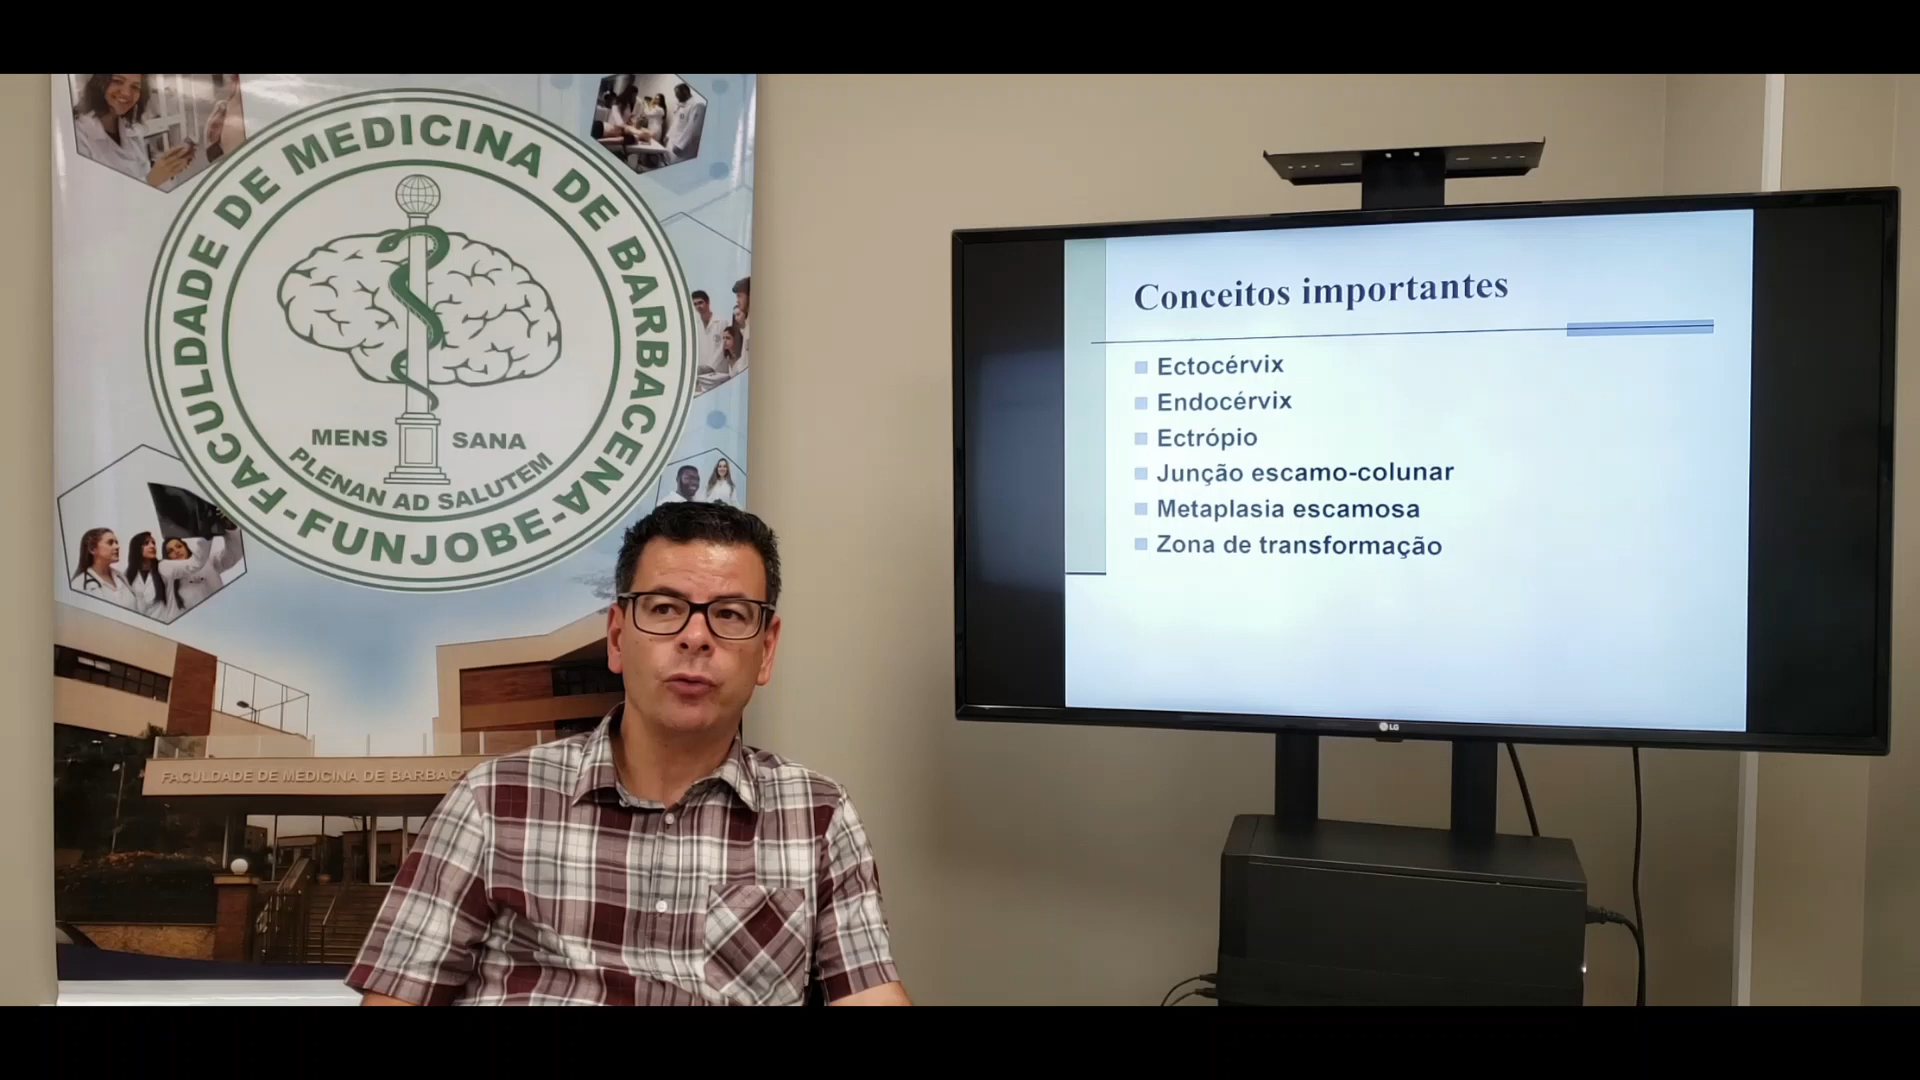 FACULDADE DE MEDICINA DE BARBACENA-FUNJOBE-
MENS SANA
PLENAN AD SALUTEM
FACULDADE DE MEDICINA DE BARBAC
Conceitos importantes
Ectocérvix
Endocérvix
Ectrópio
Junção escamo-colunar
Metaplasia escamosa
Zona de transformação
LG